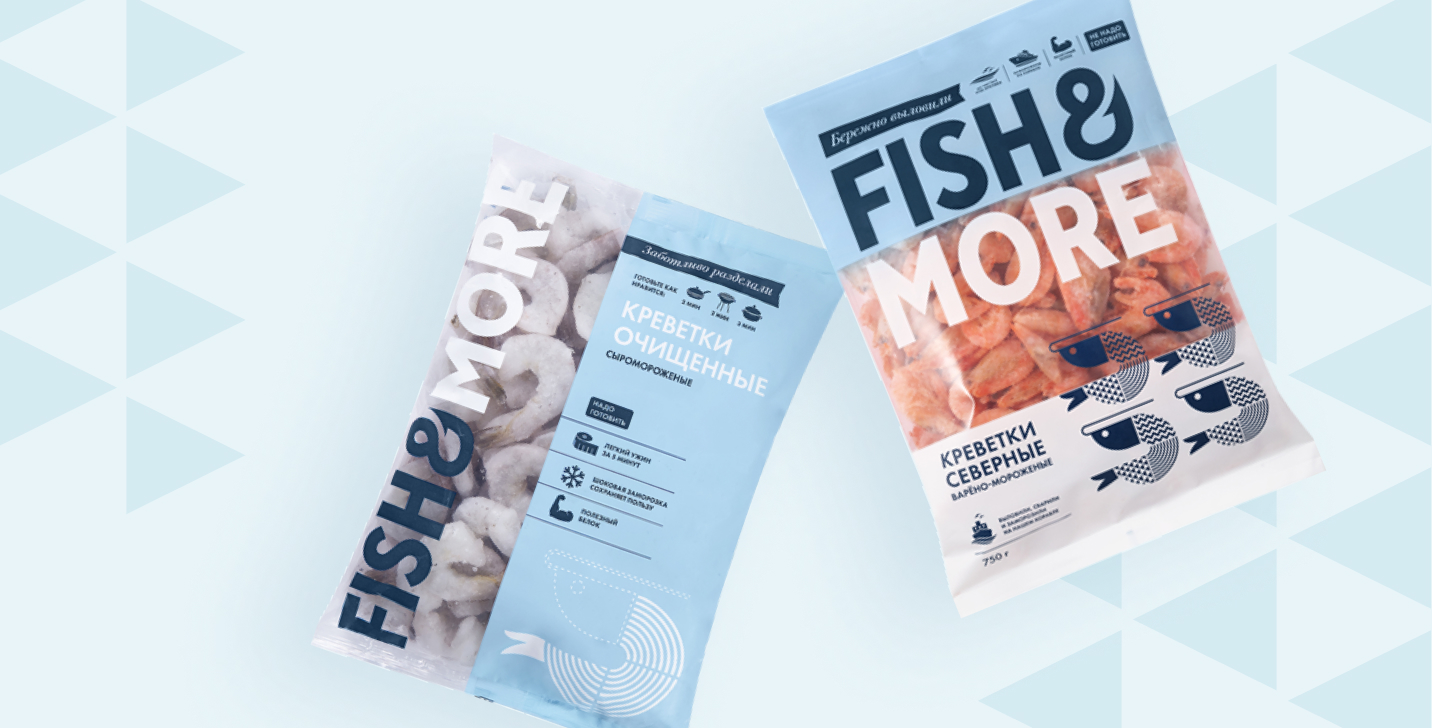 FISH &
MORE
Заботливо разделали
ГОТОВЬТЕ КАК
НРАВИТСЯ:
3 МИН
3 МИН
3 МИН
КРЕВЕТКИ
ОЧИЩЕННЫЕ
СЫРОМОРОЖЕНЫЕ
НАДО
ГОТОВИТЬ
ЛЕГКИЙ УЖИН
ЗА 5 МИНУТ
ШОКОВАЯ ЗАМОРОЗКА
СОХРАНЯЕТ ПОЛЬЗУ
ПОЛЕЗНЫЙ
БЕЛОК
Бережно выловили
НЕ НАДО
ГОТОВИТЬ
FISH &
MORE
КРЕВЕТКИ
СЕВЕРНЫЕ
ВАРЁНО-МОРОЖЕНЫЕ
ВЫЛОВИЛИ, СВАРИЛИ
И ЗАМОРОЗИЛИ
НА НАШЕМ КОРАБЛЕ
750 г